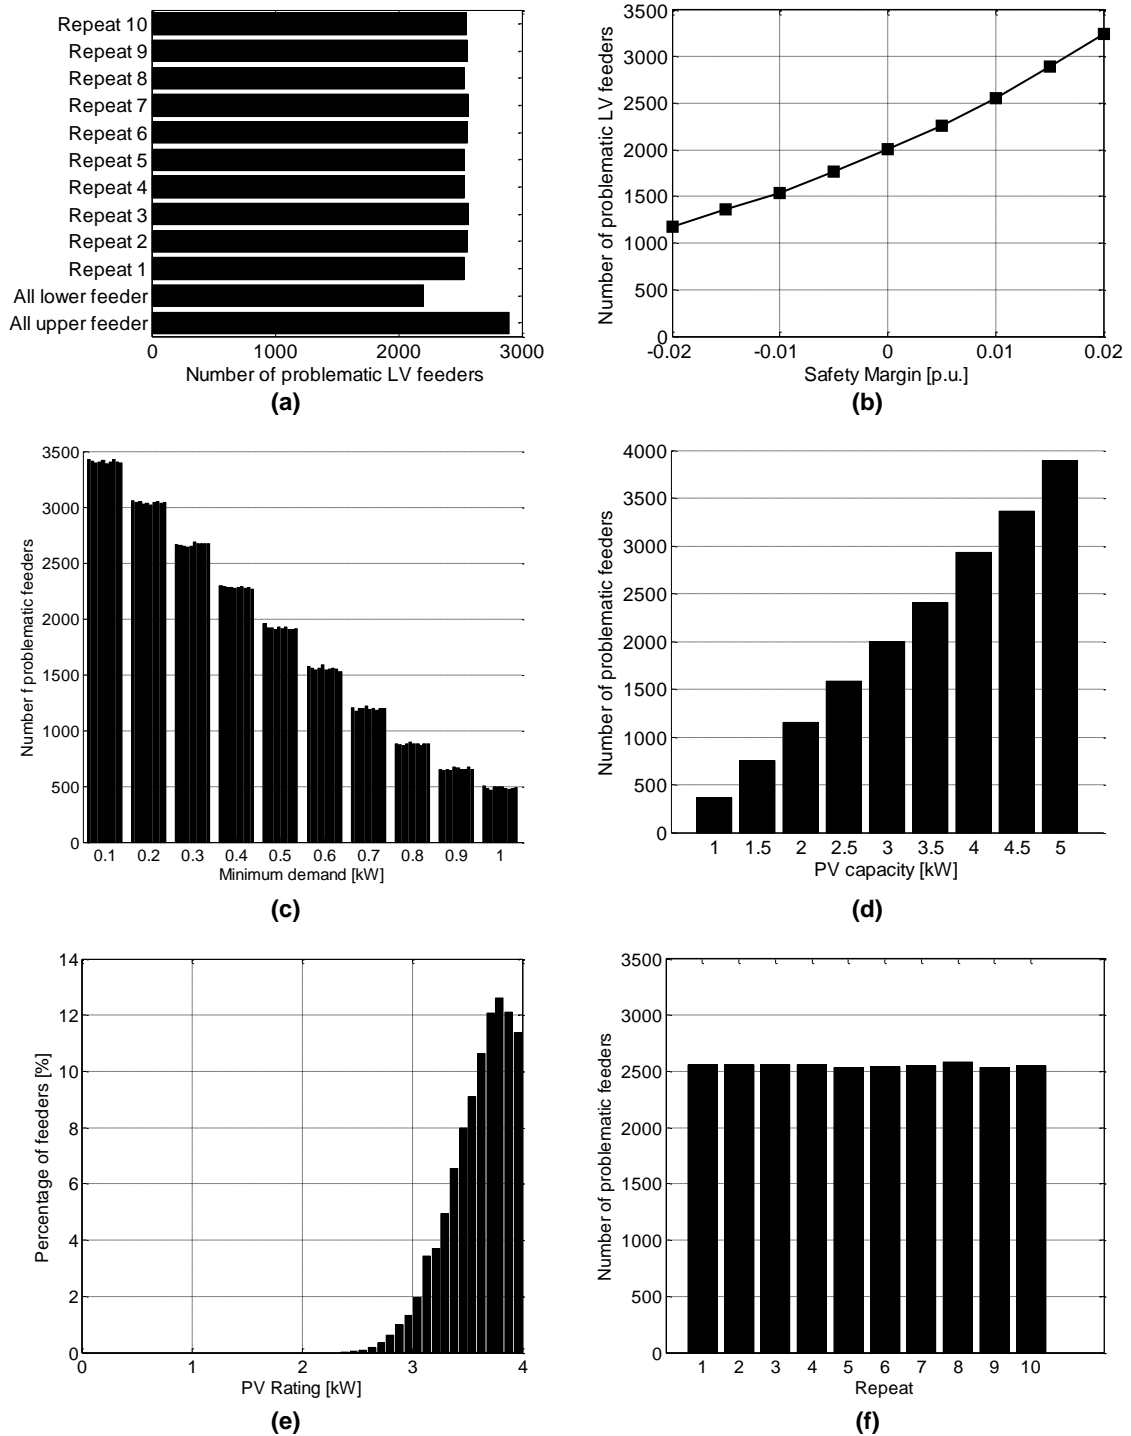 Repeat 10
Repeat 9
Repeat 8
Repeat 7
Repeat 6
Repeat 5
Repeat 4
Repeat 3
Repeat 2
Repeat 1
All lower feeder
All upper feeder
0 1000 2000 3000
Number of problematic LV feeders
(a)
3500
3000
2500
2000
1500
1000
500
0
Number of problematic LV feeders
-0.02 -0.01 0 0.01 0.02
Safety Margin [p.u.]
(b)
3500
3000
2500
2000
1500
1000
500
0
Number f problematic feeders
0.1 0.2 0.3 0.4 0.5 0.6 0.7 0.8 0.9 1
Minimum demand [kW]
(c)
4000
3500
3000
2500
2000
1500
1000
500
0
Number of problematic feeders
1 1.5 2 2.5 3 3.5 4 4.5 5
PV capacity [kW]
(d)
14
12
10
8
6
4
2
0
Percentage of feeders [%]
0 1 2 3 4
PV Rating [kW]
(e)
3500
3000
2500
2000
1500
1000
500
0
Number of problematic feeders
1 2 3 4 5 6 7 8 9 10
Repeat
(f)